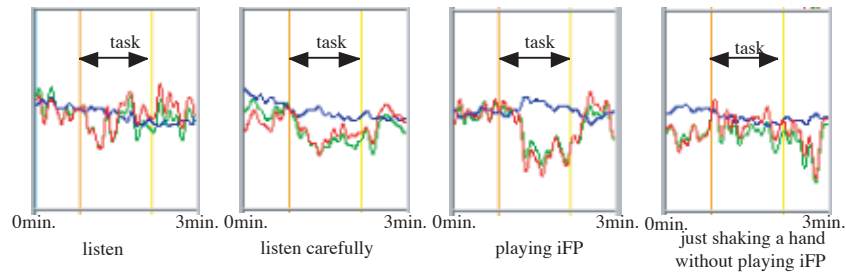 task
task
task
task
0min.
3min.
0min.
3min.
0min.
3min.
0min.
3min.
listen
listen carefully
playing iFP
just shaking a hand
without playing iFP